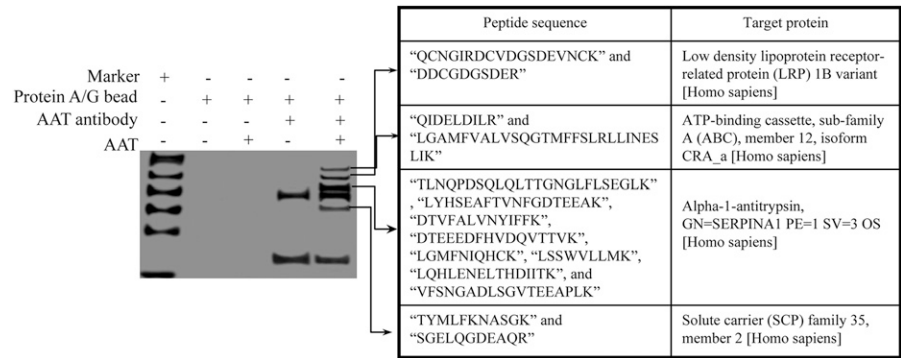 Peptide sequence
Target protein
Marker + - - - -
Protein A/G bead - + + + +
AAT antibody - - - + +
AAT - - + - +
“QCNGIRDCVDGSDEVNCK” and
“DDCGDGSDER”
Low density lipoprotein receptor-
related protein (LRP) 1B variant
[Homo sapiens]
“QIDELDILR” and
“LGAMFVALVSQGTMFFSLRLLINES
LIK”
ATP-binding cassette, sub-family
A (ABC), member 12, isoform
CRA_a [Homo sapiens]
“TLNQPDSQLQLTTGNGLFLSEGLK”
, “LYHSEAFTVNFGDTEEAK”,
“DTVFALVNYIFFK”,
“DTEEEDFHVDQVTTVK”,
“LGMFNIQHCK”, “LSSWVLLMK”,
“LQHLENELTHDIITK”, and
“VFSNGADLSGVTEEAPLK”
Alpha-1-antitrypsin,
GN=SERPINA1 PE=1 SV=3 OS
[Homo sapiens]
“TYMLFKNASGK” and
“SGELQGDEAQR”
Solute carrier (SCP) family 35,
member 2 [Homo sapiens]